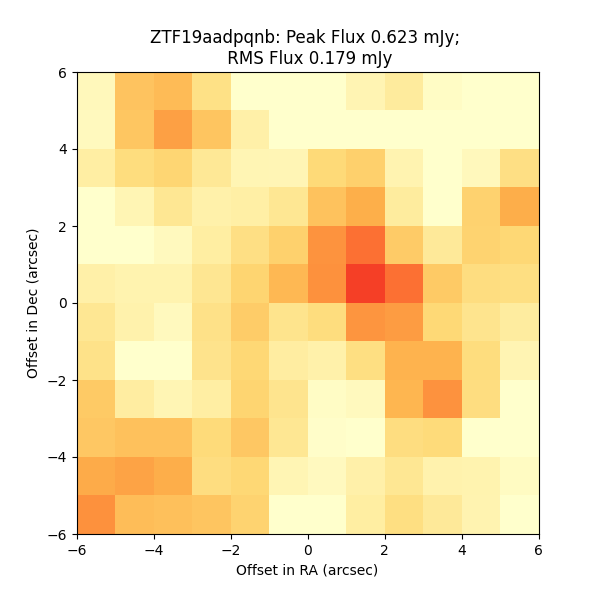 ZTF19aadpqnb: Peak Flux 0.623 mJy;
RMS Flux 0.179 mJy
6
4
2
0
−2
−4
−6
Offset in Dec (arcsec)
−6 −4 −2 0 2 4 6
Offset in RA (arcsec)